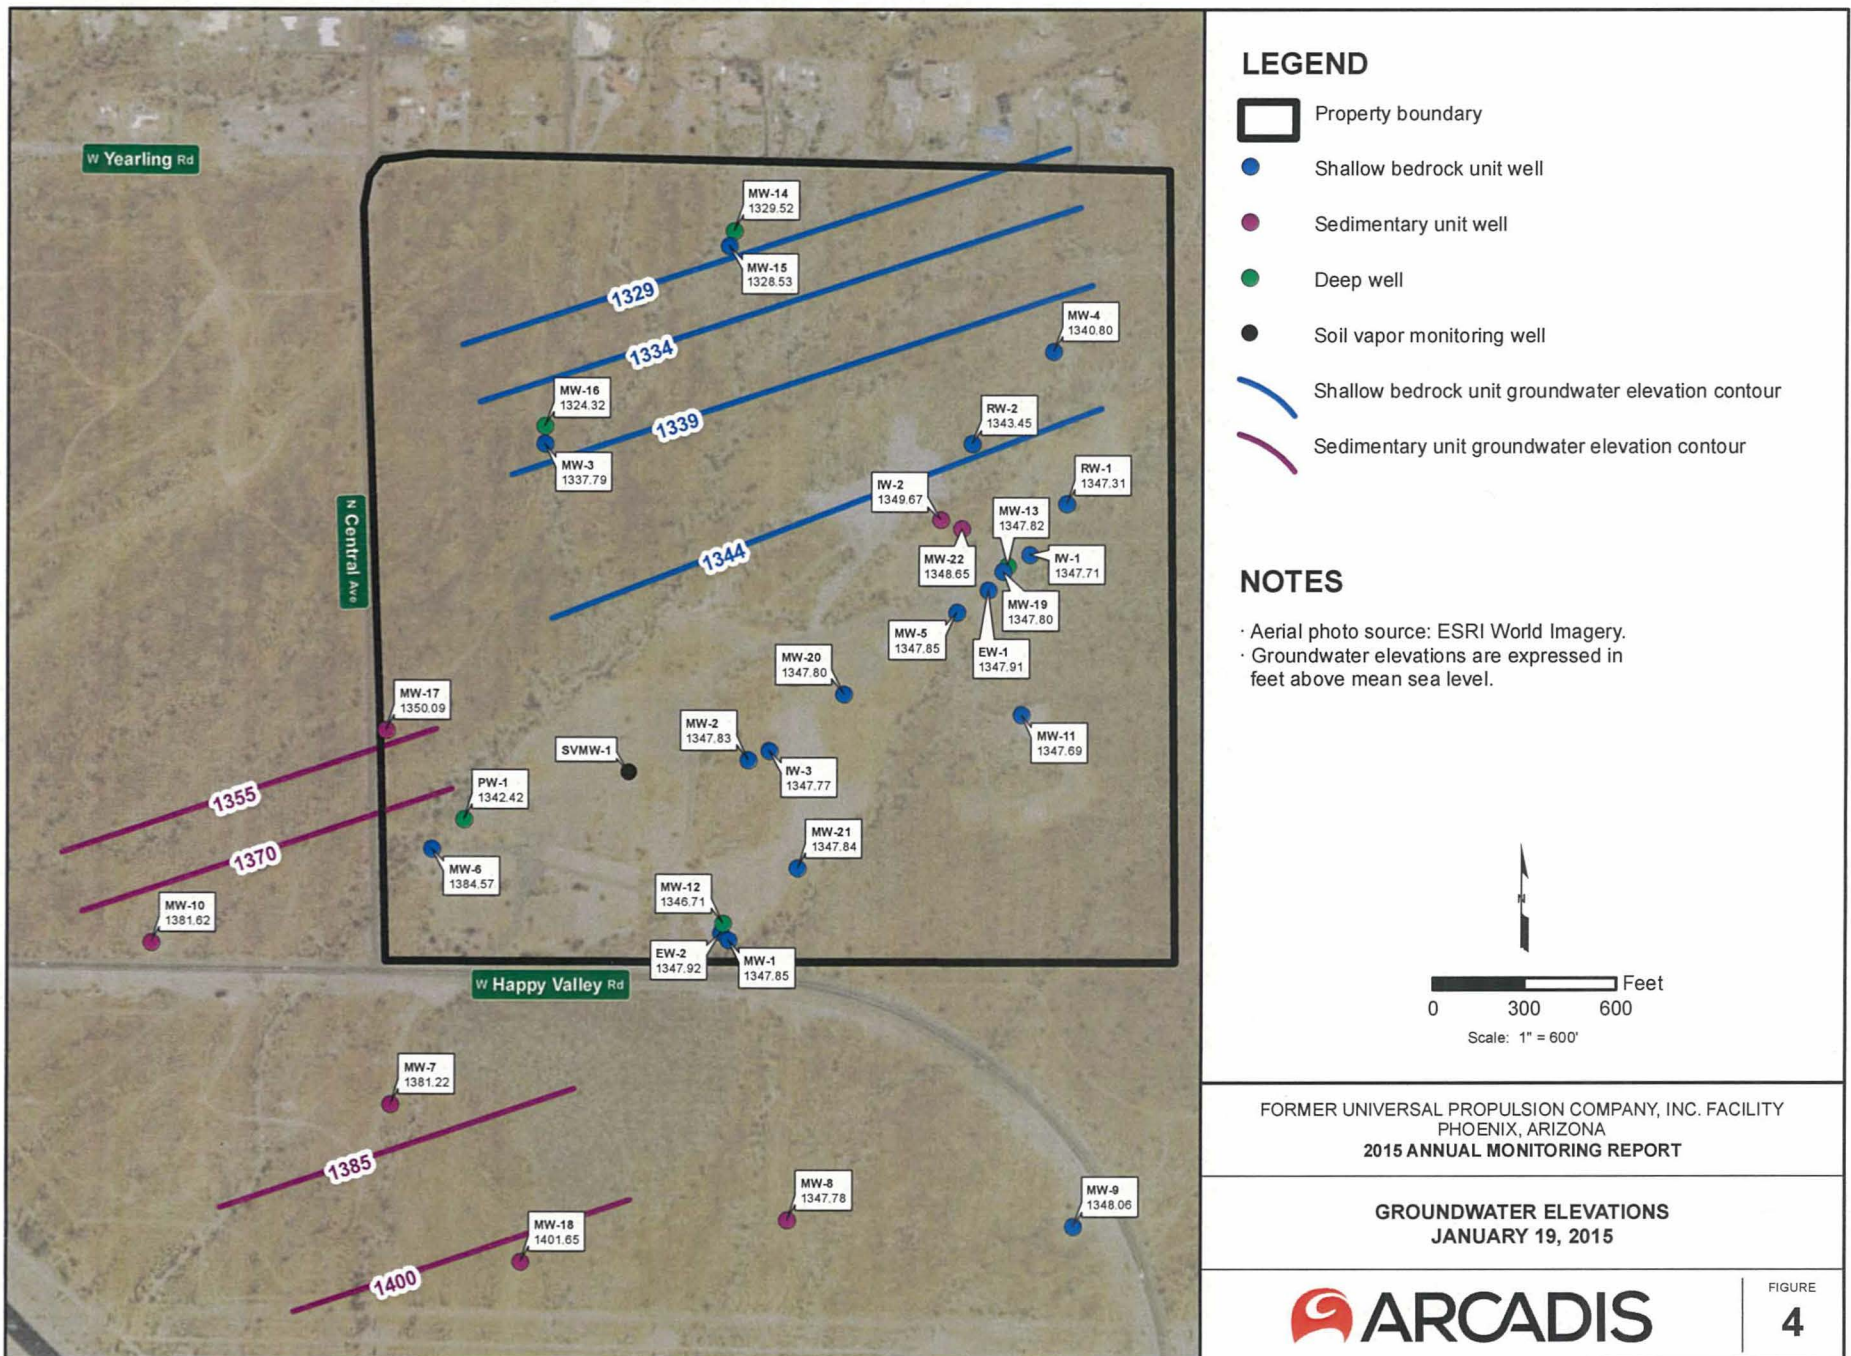 W Yearling Rd
MW-14
1329.52
MW-15
1328.53
1329
1334
MW-4
1340.80
MW-16
1324.32
1339
RW-2
1343.45
MW-3
1337.79
RW-1
1347.31
IW-2
1349.67
MW-13
1347.82
N Central Ave
1344
MW-22
1348.65
IW-1
1347.71
MW-19
1347.80
MW-5
1347.85
EW-1
1347.91
MW-20
1347.80
MW-17
1350.09
MW-2
1347.83
MW-11
1347.69
SVMW-1
IW-3
1347.77
1355
PW-1
1342.42
MW-21
1347.84
1370
MW-6
1384.57
MW-12
1346.71
MW-10
1381.62
EW-2
1347.92
MW-1
1347.85
W Happy Valley Rd
MW-7
1381.22
1385
MW-8
1347.78
MW-9
1348.06
MW-18
1401.65
1400
LEGEND
Property boundary
Shallow bedrock unit well
Sedimentary unit well
Deep well
Soil vapor monitoring well
Shallow bedrock unit groundwater elevation contour
Sedimentary unit groundwater elevation contour
NOTES
· Aerial photo source: ESRI World Imagery.
· Groundwater elevations are expressed in
feet above mean sea level.
N
Feet
0 300 600
Scale: 1" = 600'
FORMER UNIVERSAL PROPULSION COMPANY, INC. FACILITY
PHOENIX, ARIZONA
2015 ANNUAL MONITORING REPORT
GROUNDWATER ELEVATIONS
JANUARY 19, 2015
ARCADIS
FIGURE
4